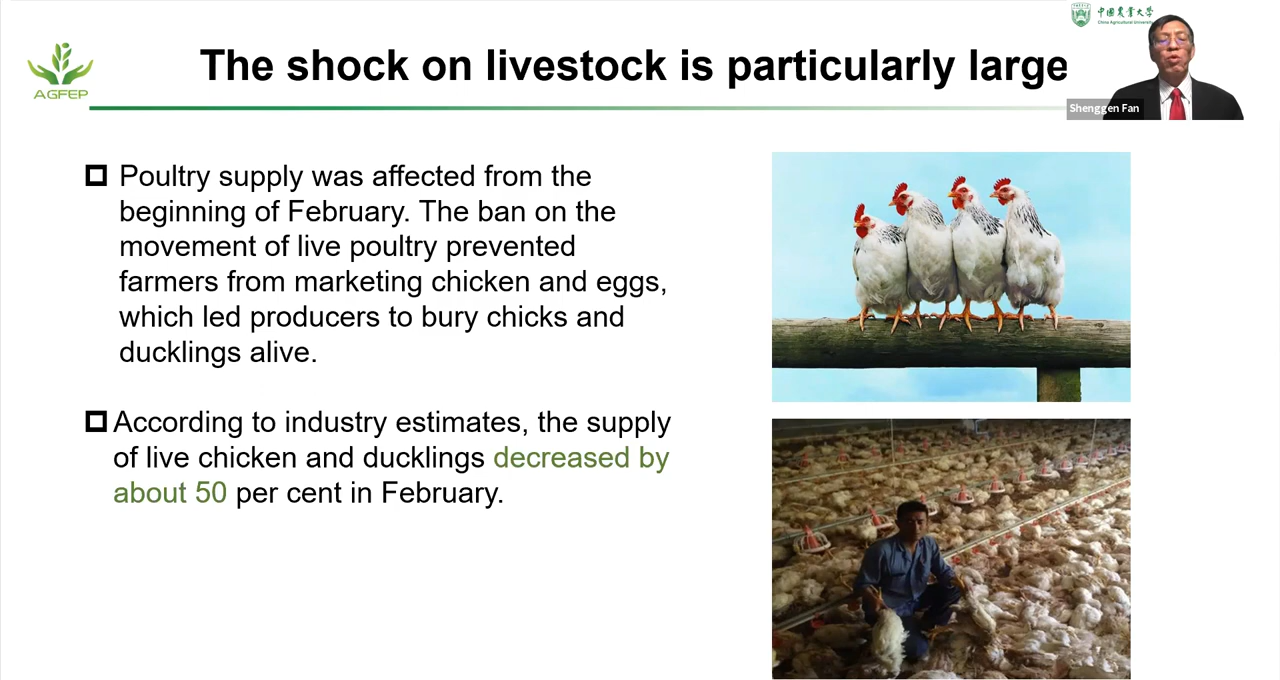 中国农业大学
China Agricultural University
The shock on livestock is particularly large
AGFEP
Shenggen Fan
Poultry supply was affected from the
beginning of February. The ban on the
movement of live poultry prevented
farmers from marketing chicken and eggs,
which led producers to bury chicks and
ducklings alive.
According to industry estimates, the supply
of live chicken and ducklings decreased by
about 50 per cent in February.